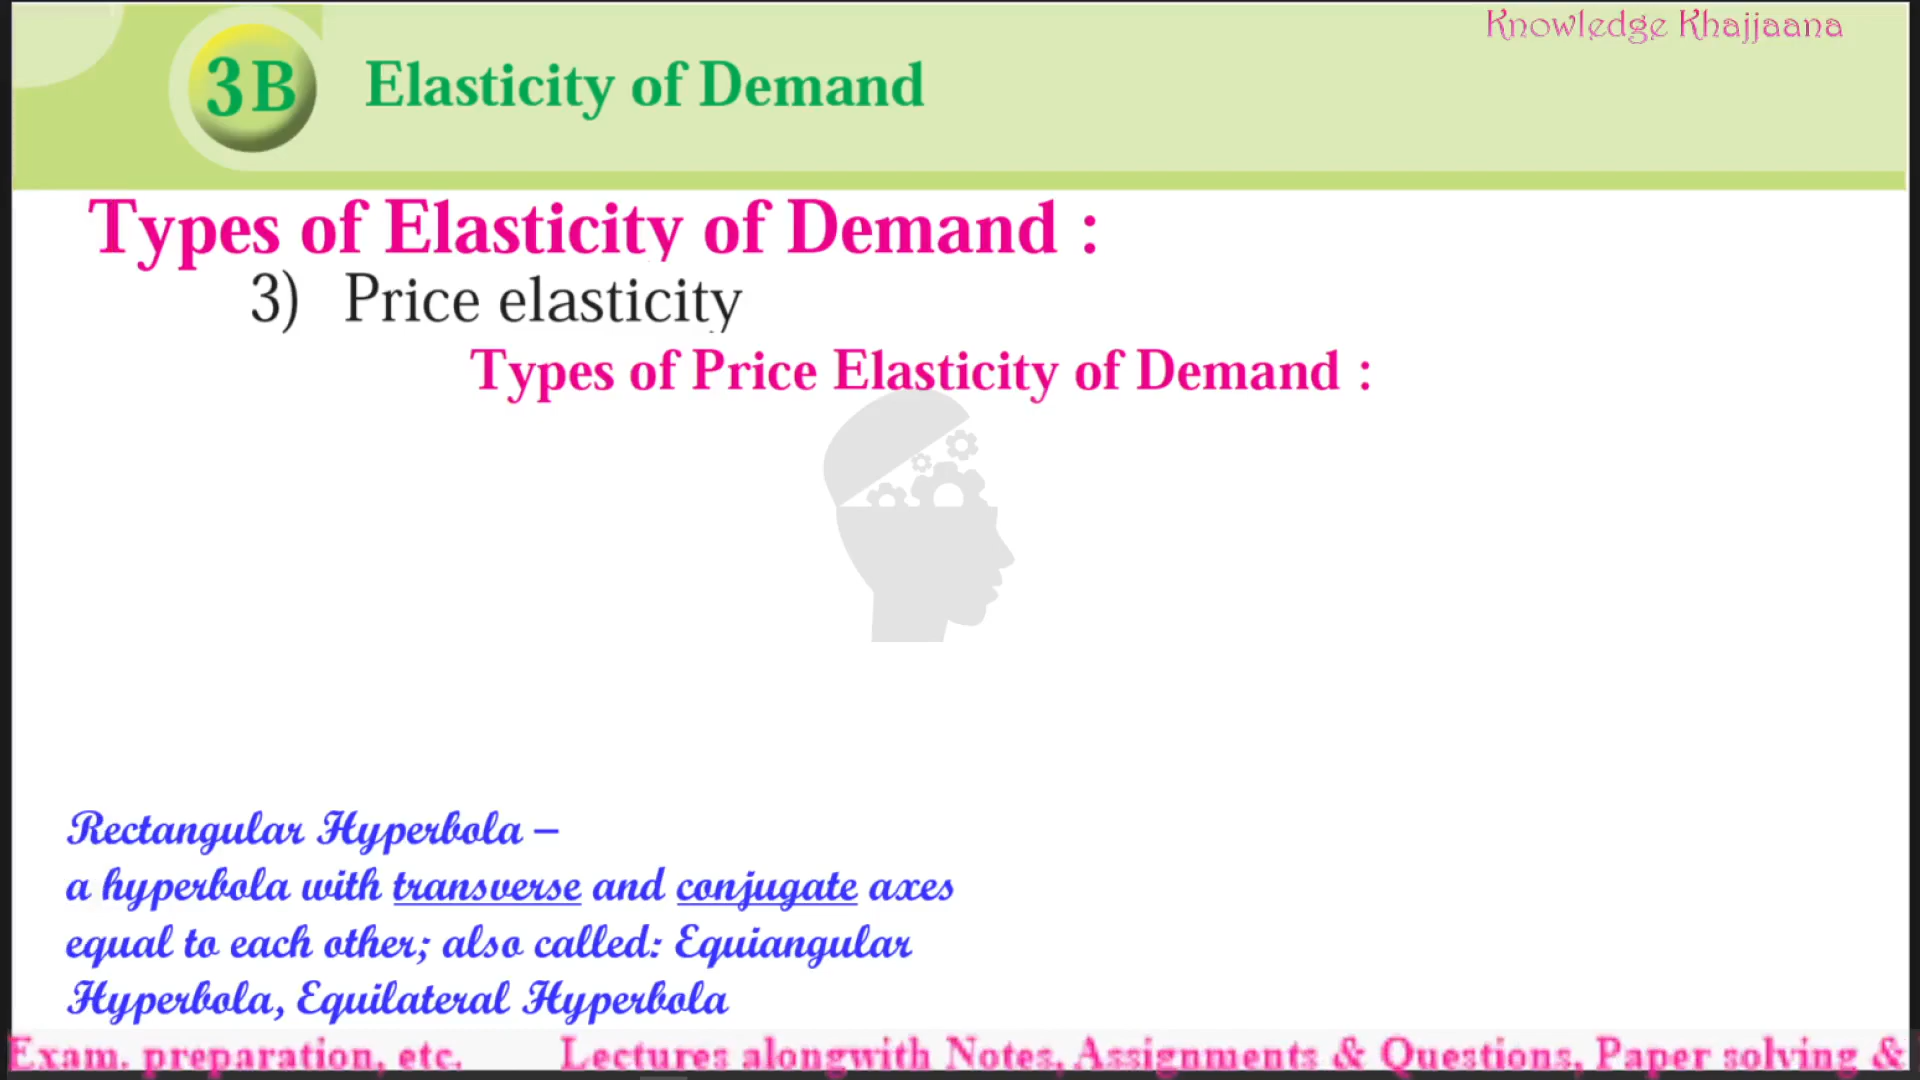 Knowledge Khajjaana
3B Elasticity of Demand
Types of Elasticity of Demand :
3) Price elasticity
Types of Price Elasticity of Demand :
Rectangular Hyperbola –
a hyperbola with transverse and conjugate axes
equal to each other; also called: Equiangular
Hyperbola, Equilateral Hyperbola
Exam. preparation, etc. Lectures alongwith Notes, Assignments & Questions, Paper solving &